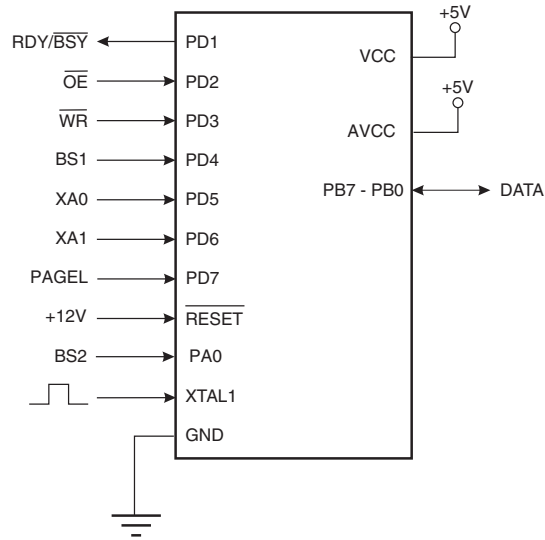 RDY/BSY PD1
OE PD2
WR PD3
BS1 PD4
XA0 PD5
XA1 PD6
PAGEL PD7
+12V RESET
BS2 PA0
XTAL1
GND
+5V
VCC
+5V
AVCC
PB7 - PB0 DATA